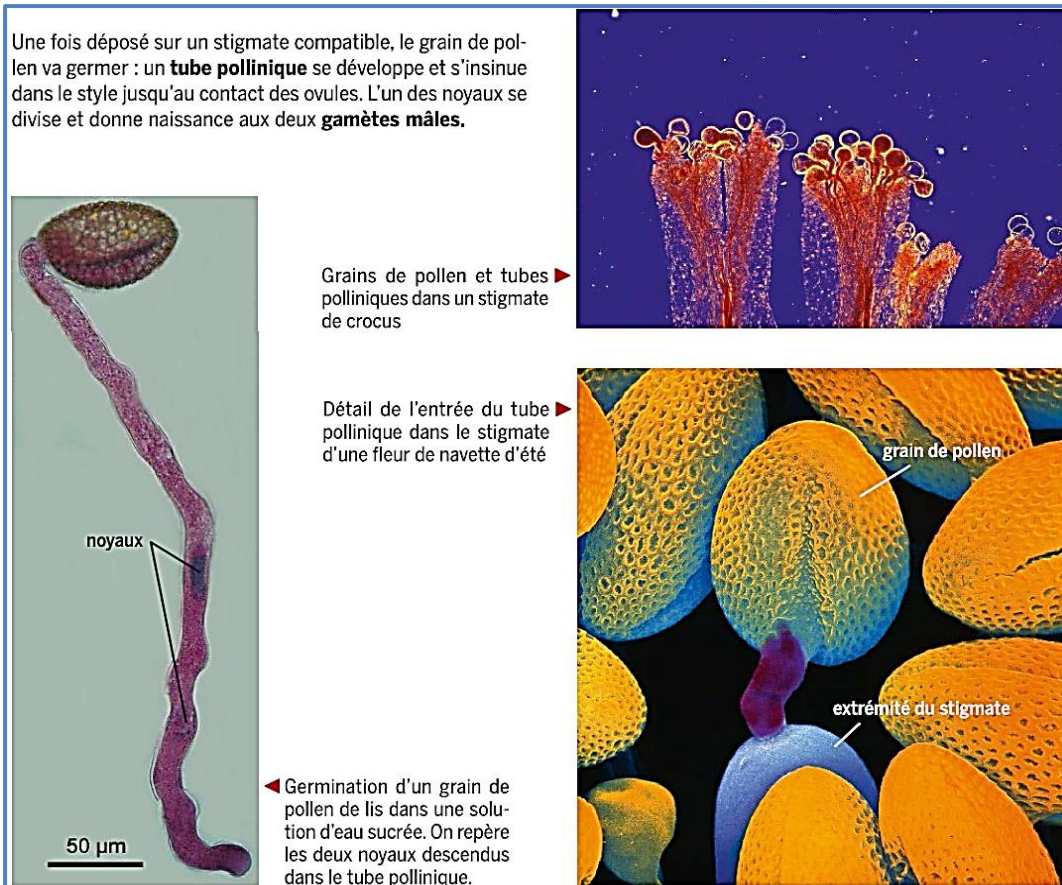 Une fois déposé sur un stigmate compatible, le grain de pol-
len va germer : un tube pollinique se développe et s'insinue
dans le style jusqu'au contact des ovules. L'un des noyaux se
divise et donne naissance aux deux gamètes mâles.
Grains de pollen et tubes
polliniques dans un stigmate
de crocus
Détail de l'entrée du tube
pollinique dans le stigmate
d'une fleur de navette d'été
grain de pollen
noyaux
extrémité du stigmate
Germination d'un grain de
pollen de lis dans une solu-
tion d'eau sucrée. On repère
les deux noyaux descendus
dans le tube pollinique.
50 µm